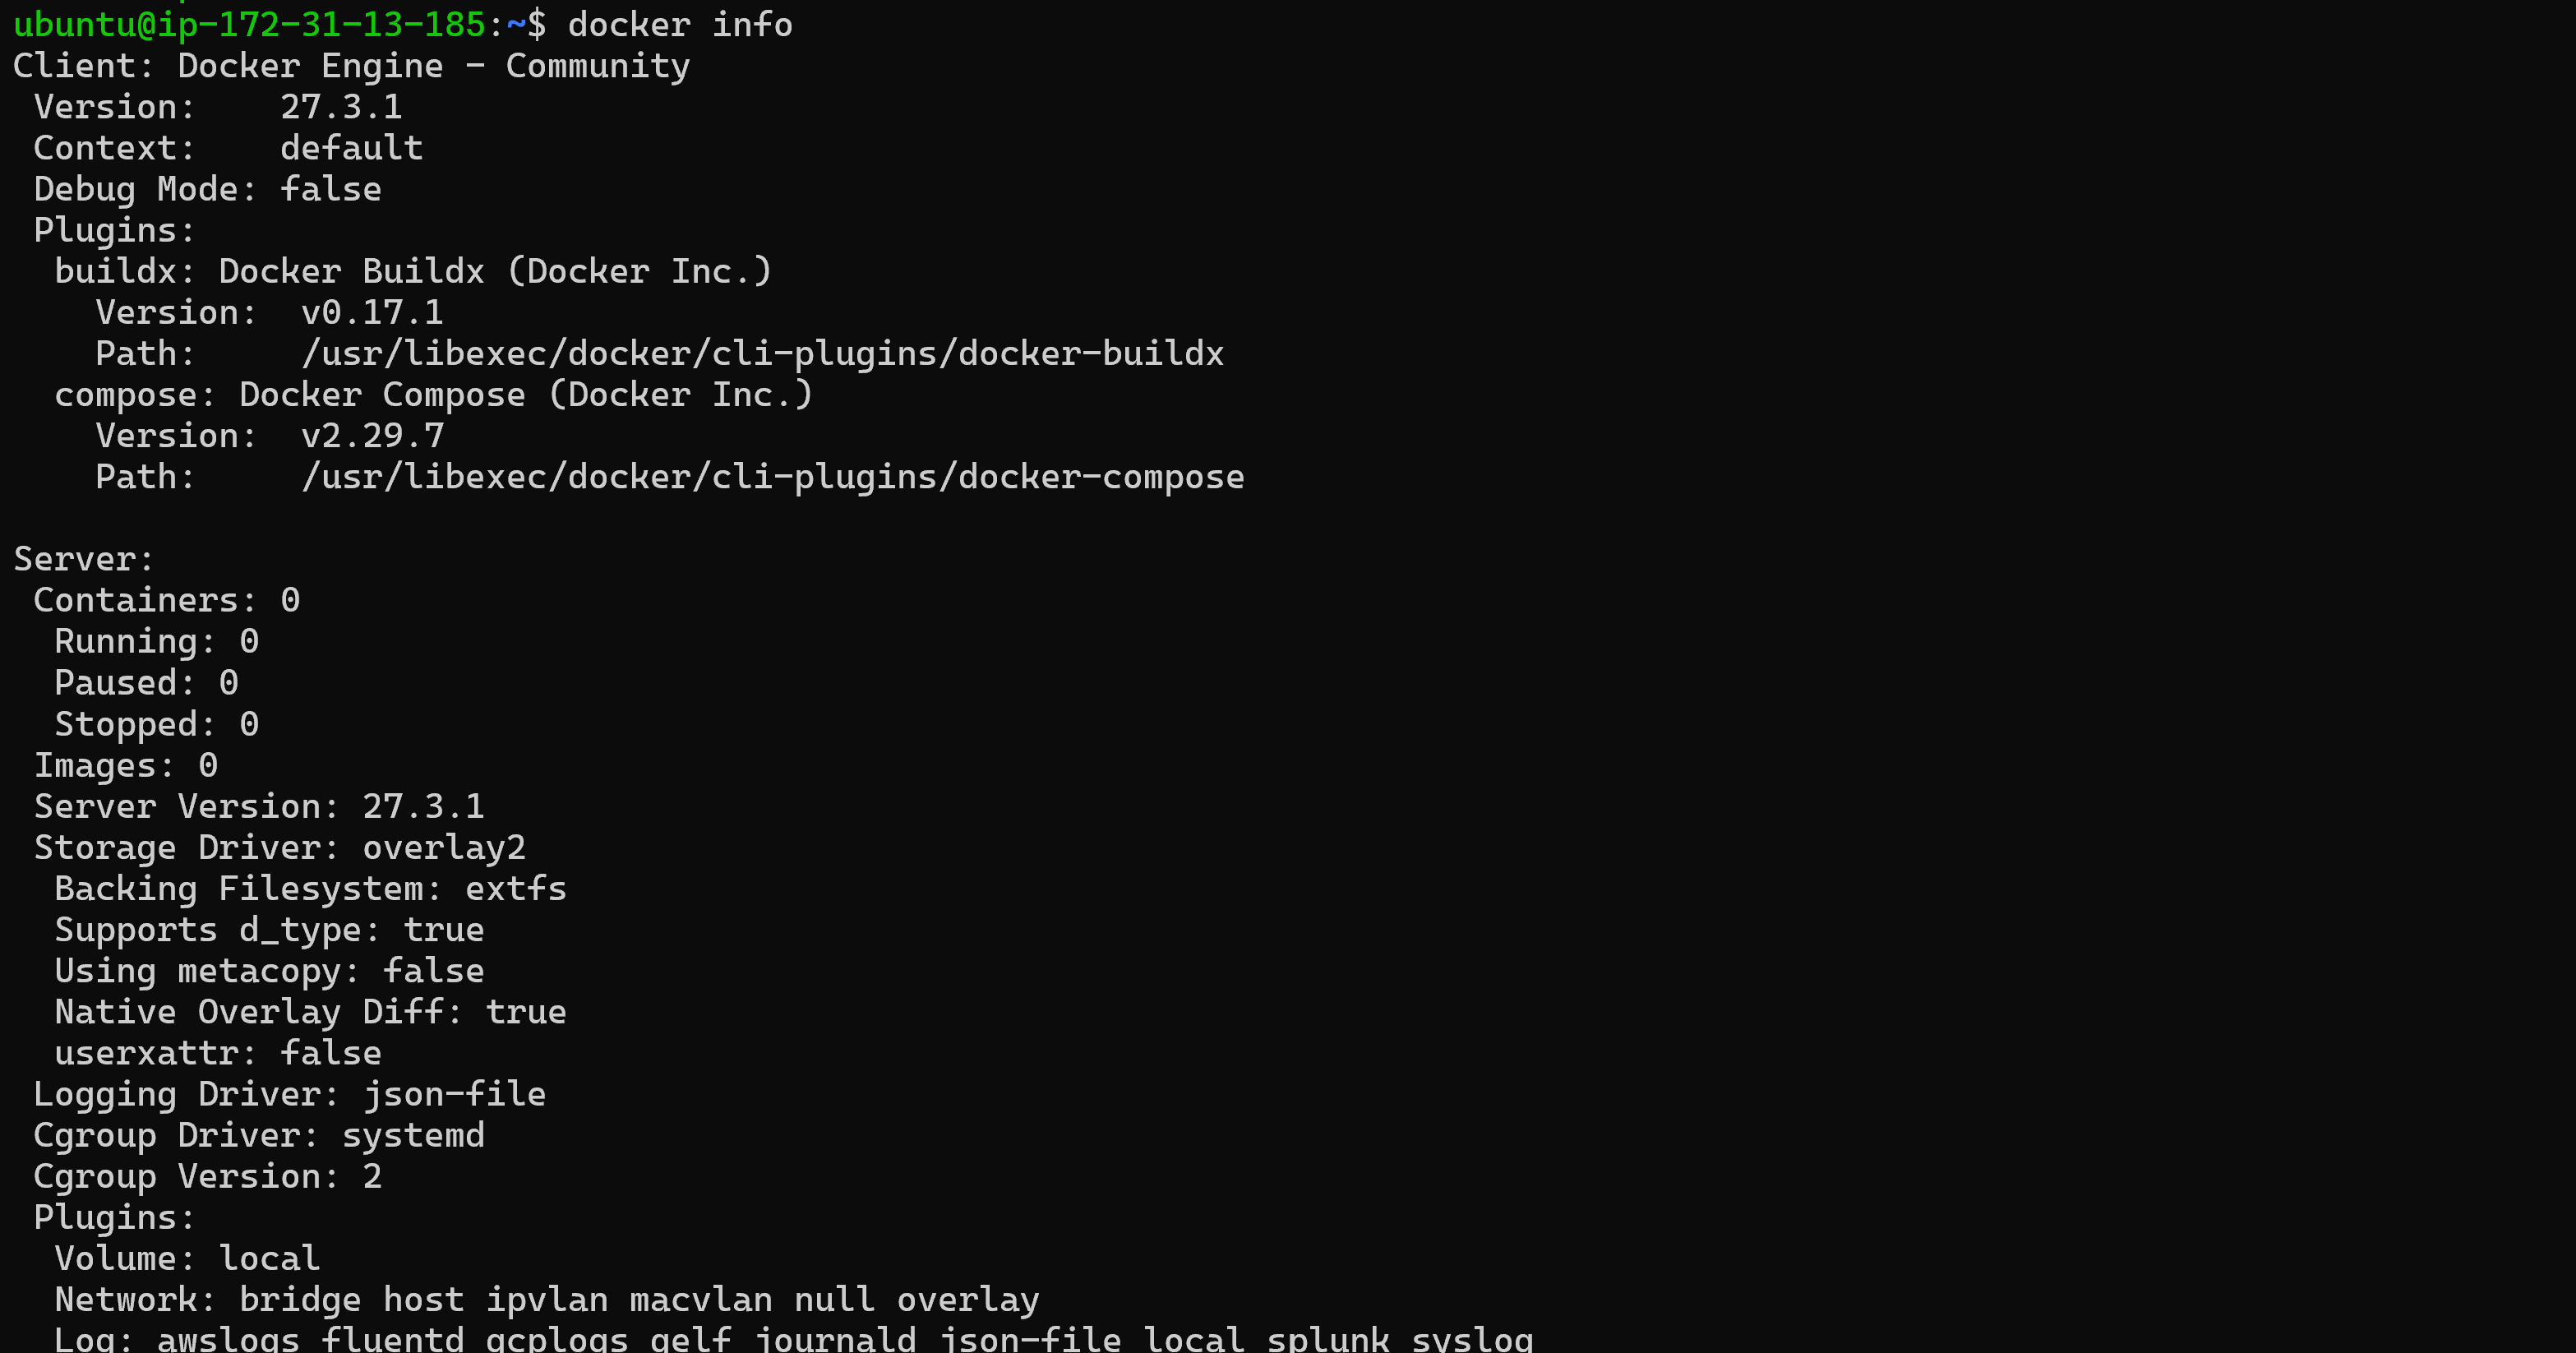 ubuntu@ip-172-31-13-185:~$ docker info
Client: Docker Engine - Community
 Version:    27.3.1
 Context:    default
 Debug Mode: false
 Plugins:
  buildx: Docker Buildx (Docker Inc.)
    Version:  v0.17.1
    Path:     /usr/libexec/docker/cli-plugins/docker-buildx
  compose: Docker Compose (Docker Inc.)
    Version:  v2.29.7
    Path:     /usr/libexec/docker/cli-plugins/docker-compose

Server:
 Containers: 0
  Running: 0
  Paused: 0
  Stopped: 0
 Images: 0
 Server Version: 27.3.1
 Storage Driver: overlay2
  Backing Filesystem: extfs
  Supports d_type: true
  Using metacopy: false
  Native Overlay Diff: true
  userxattr: false
 Logging Driver: json-file
 Cgroup Driver: systemd
 Cgroup Version: 2
 Plugins:
  Volume: local
  Network: bridge host ipvlan macvlan null overlay
  Log: awslogs fluentd gcplogs gelf journald json-file local splunk syslog